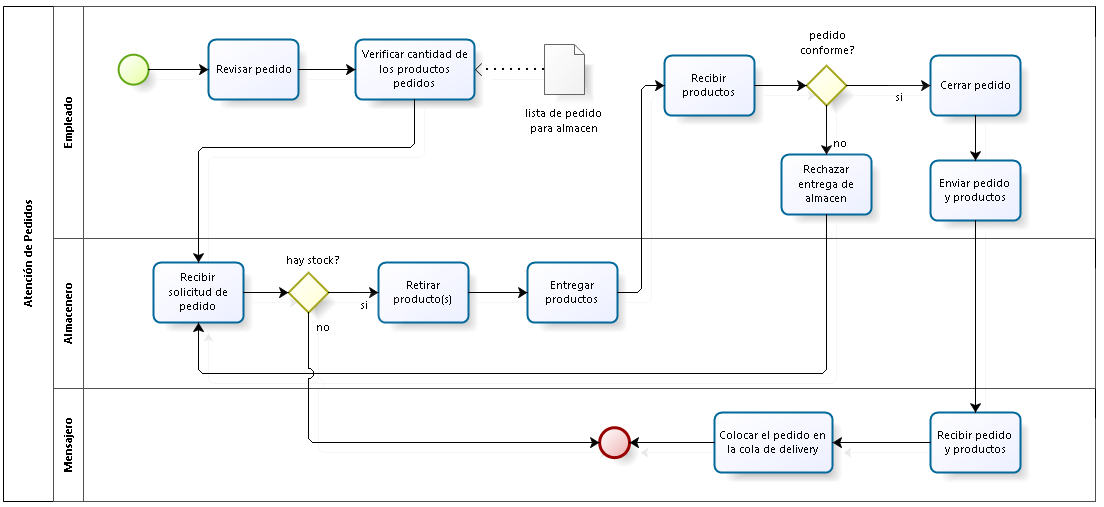 Atención de Pedidos
Empleado
Revisar pedido
Verificar cantidad de
los productos
pedidos
lista de pedido
para almacen
Recibir
productos
pedido
conforme?
si
Cerrar pedido
no
Rechazar
entrega de
almacen
Enviar pedido
y productos
Almacenero
Recibir
solicitud de
pedido
hay stock?
si
no
Retirar
producto(s)
Entregar
productos
Mensajero
Colocar el pedido en
la cola de delivery
Recibir pedido
y productos